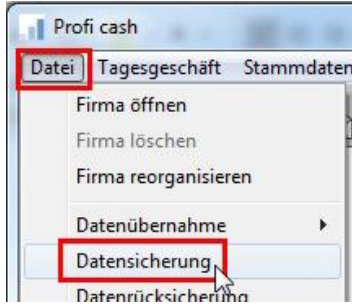 Profi cash
Datei Tagesgeschäft Stammdaten
Firma öffnen
Firma löschen
Firma reorganisieren
Datenübernahme
Datensicherung
Datenrücksicherung